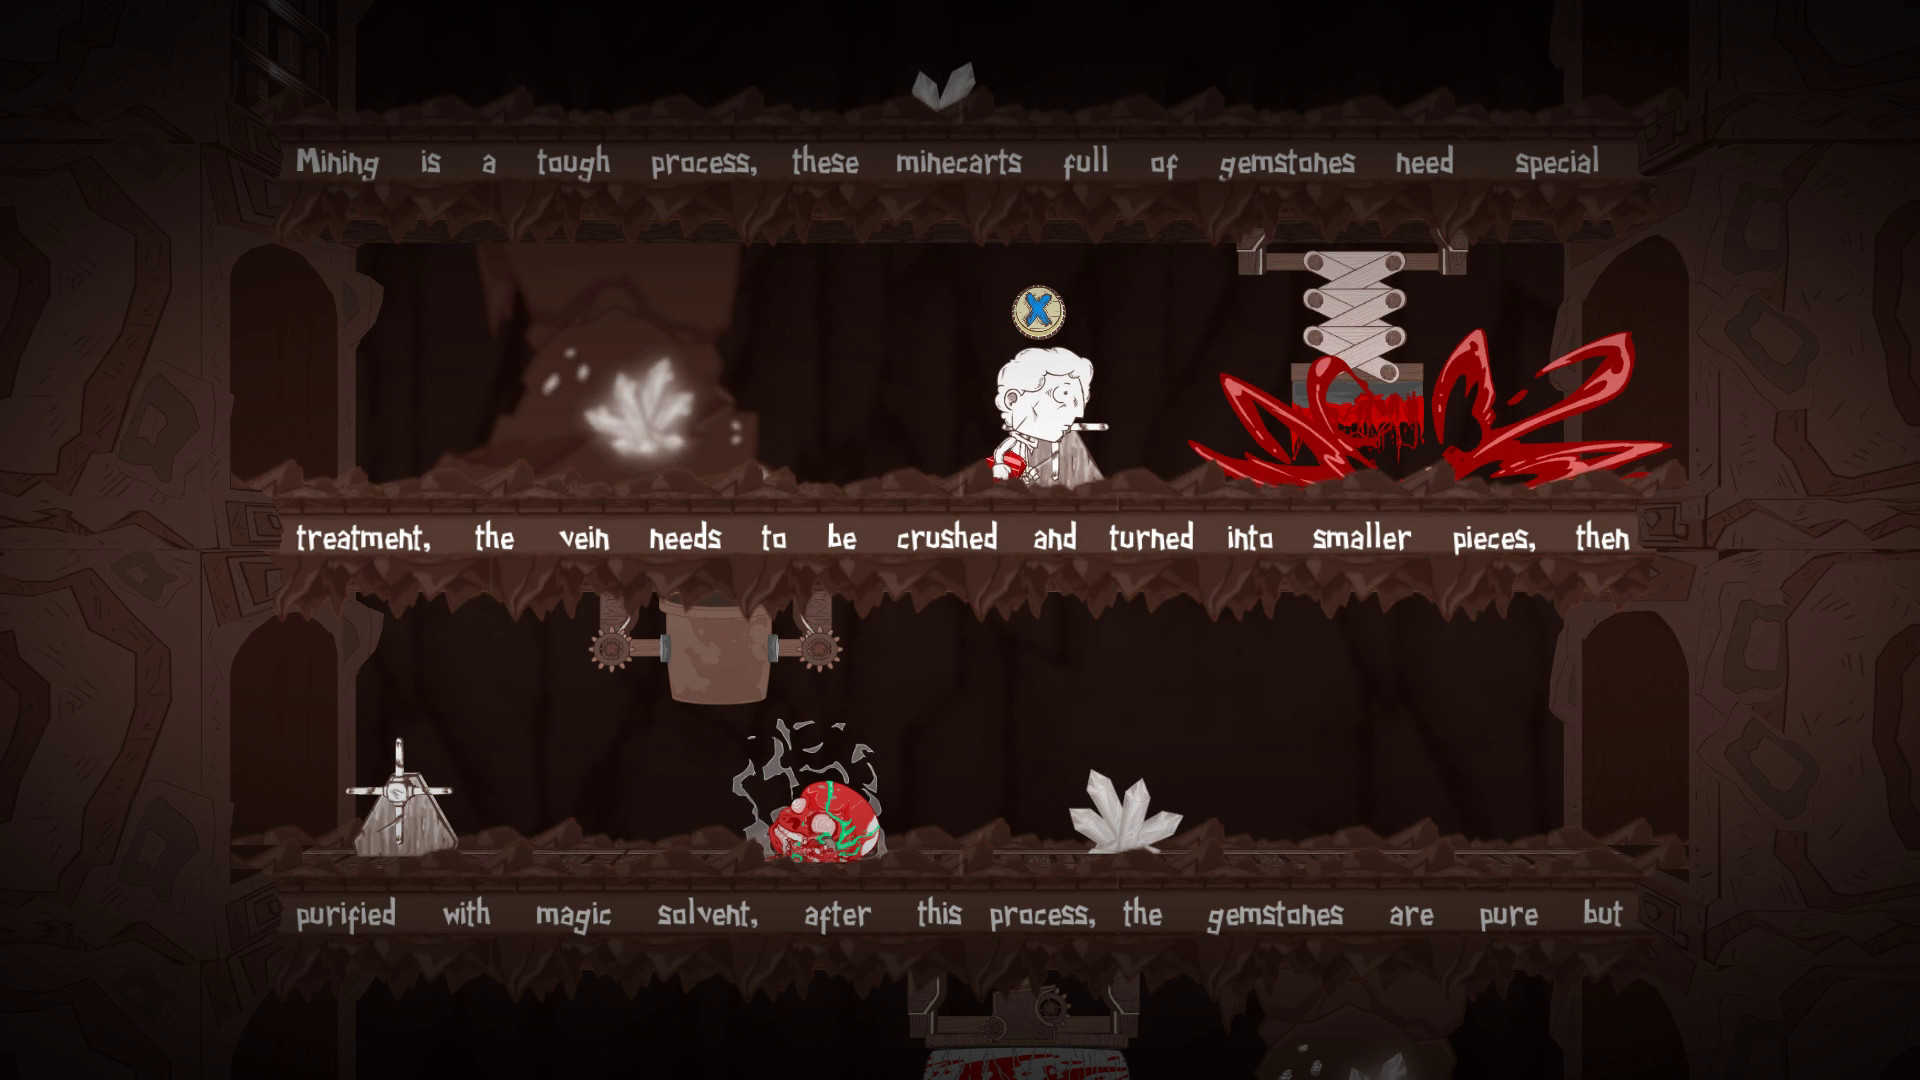 Mining is a tough process, these minecarts full of gemstones need special
X
treatment, the vein needs to be crushed and turned into smaller pieces, then
purified with magic solvent, after this process, the gemstones are pure but